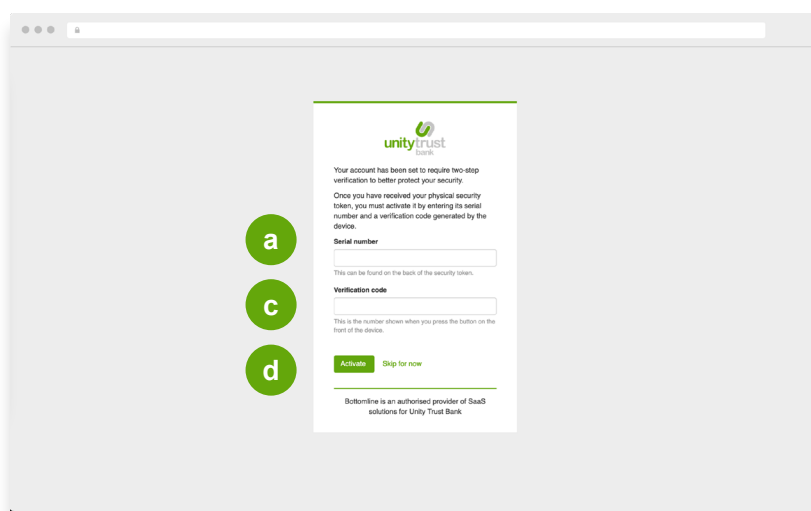 unitytrust
bank
Your account has been set to require two-step
verification to better protect your security.
Once you have received your physical security
token, you must activate it by entering its serial
number and a verification code generated by the
device.
a
Serial number
This can be found on the back of the security token.
c
Verification code
This is the number shown when you press the button on the
front of the device.
d
Activate Skip for now
Bottomline is an authorised provider of SaaS
solutions for Unity Trust Bank